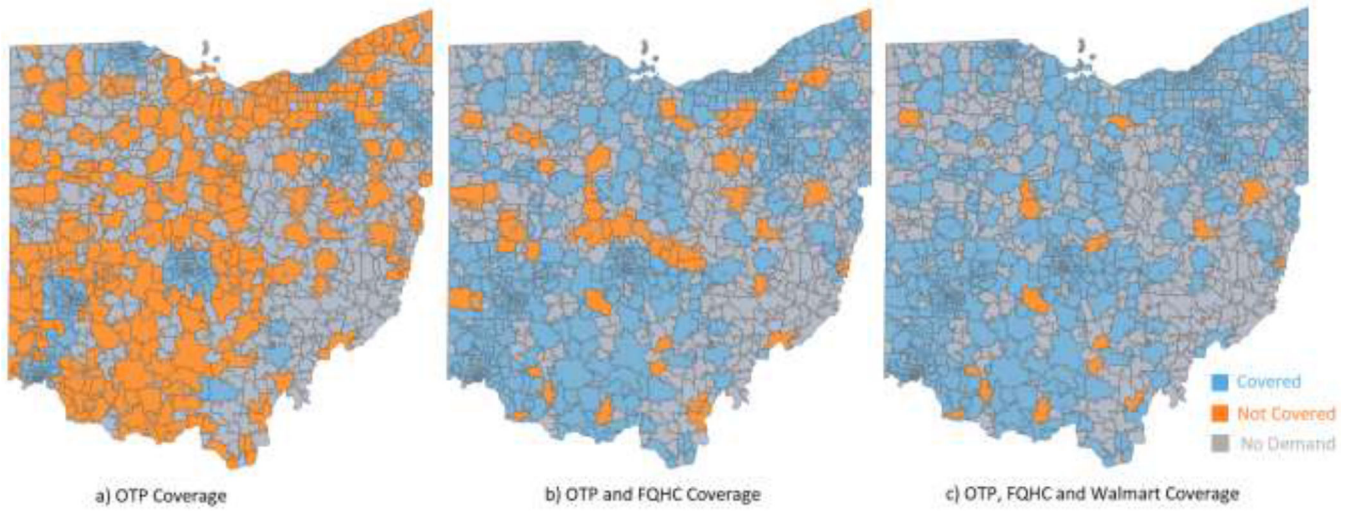 Covered
Not Covered
No Demand
a) OTP Coverage
b) OTP and FQHC Coverage
c) OTP, FQHC and Walmart Coverage